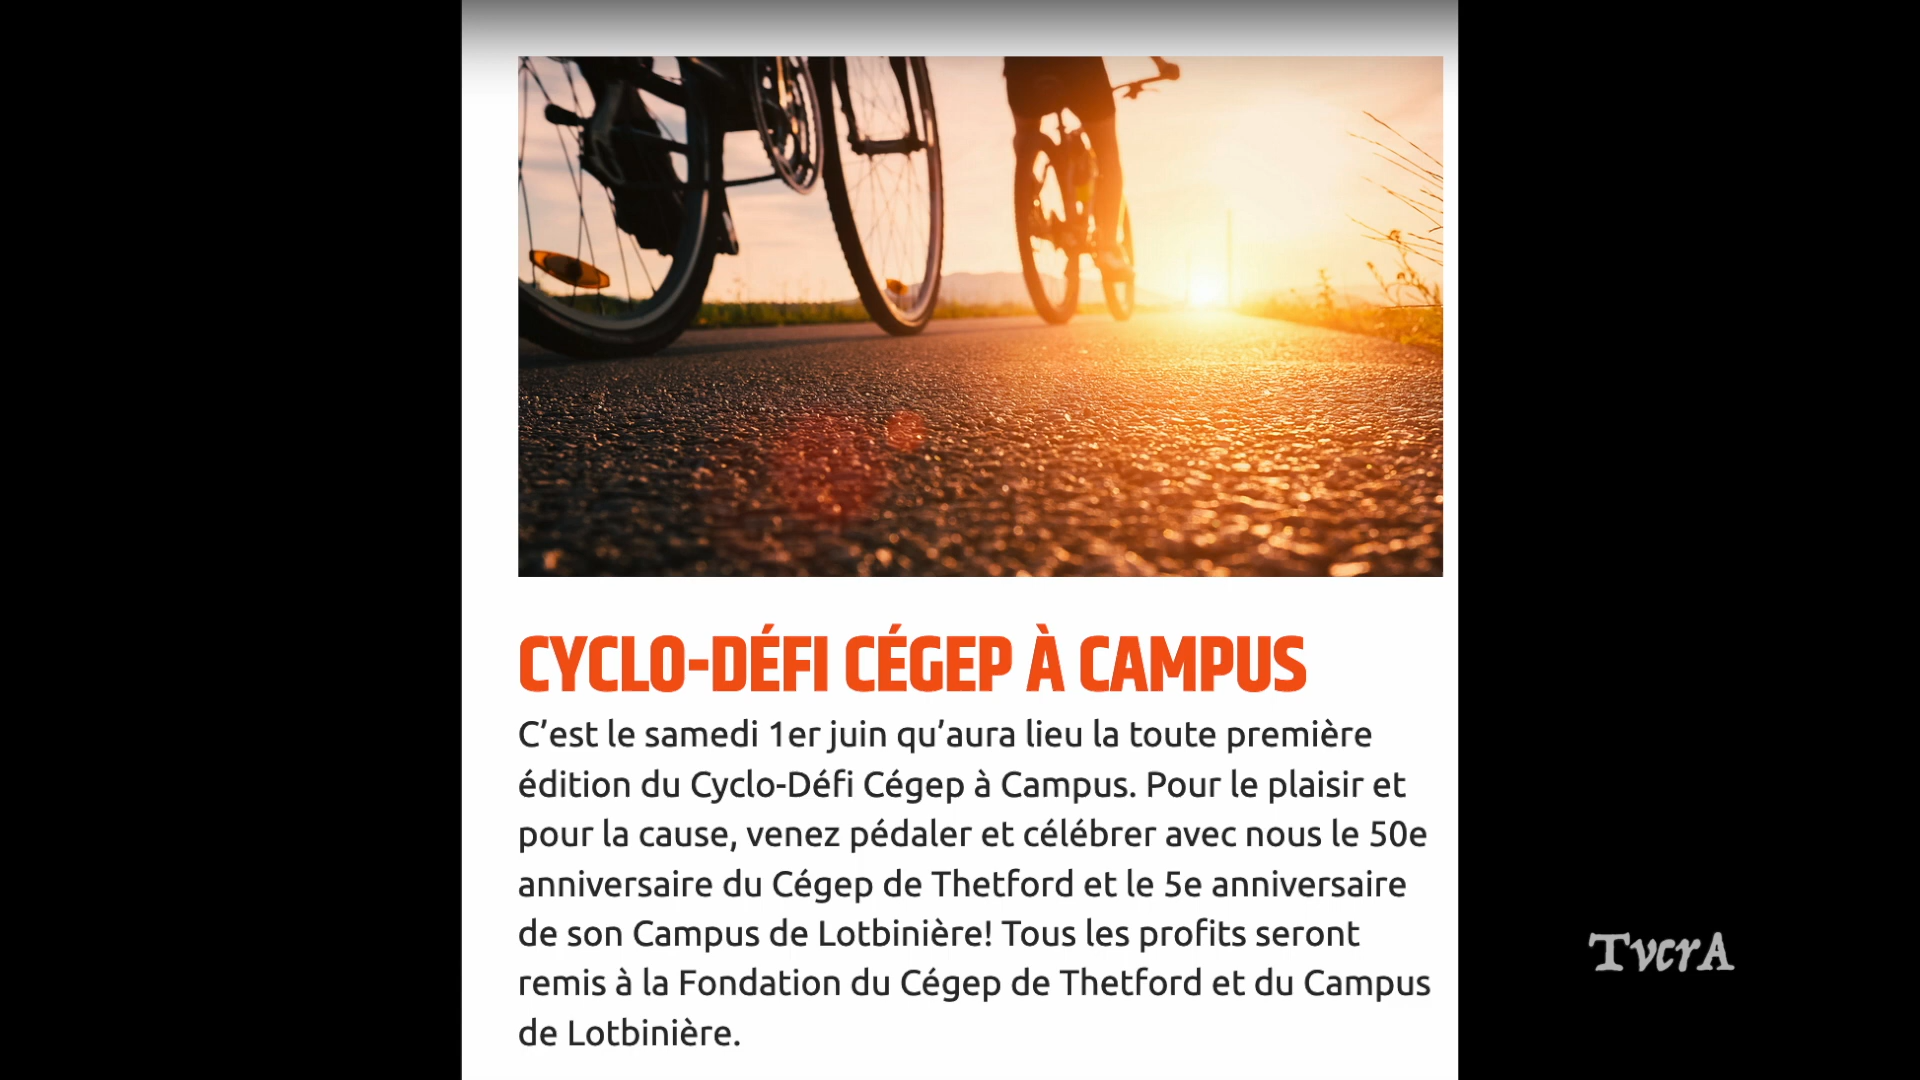 CYCLO-DÉFI CÉGEP À CAMPUS
C’est le samedi 1er juin qu’aura lieu la toute première
édition du Cyclo-Défi Cégep à Campus. Pour le plaisir et
pour la cause, venez pédaler et célébrer avec nous le 50e
anniversaire du Cégep de Thetford et le 5e anniversaire
de son Campus de Lotbinière! Tous les profits seront
remis à la Fondation du Cégep de Thetford et du Campus
de Lotbinière.
TvcrA